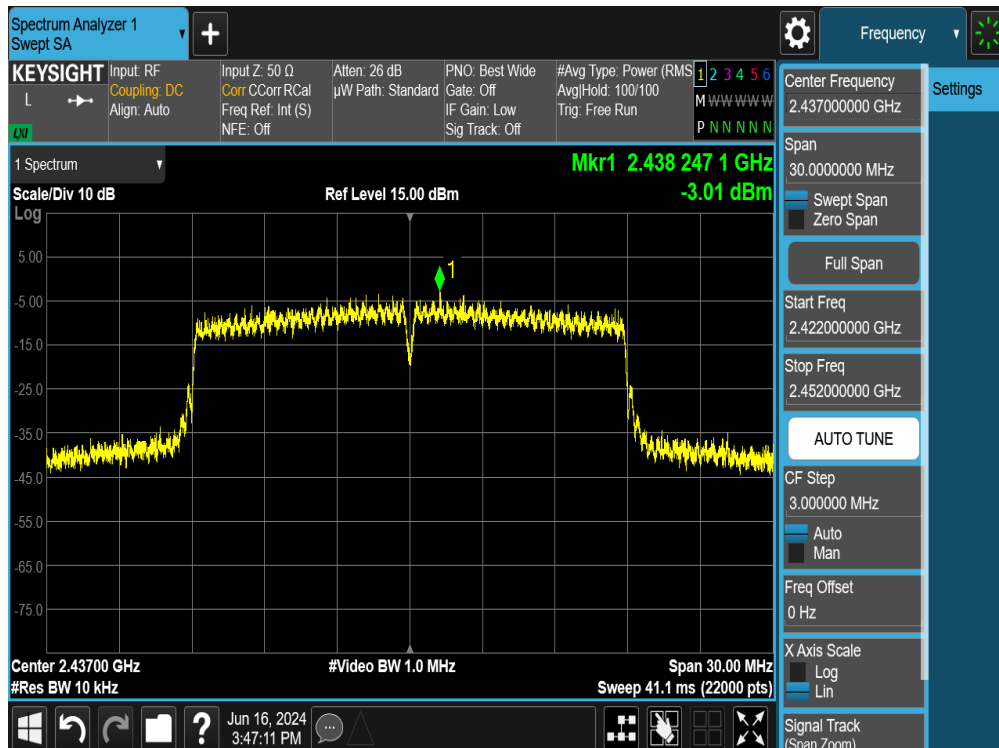 Spectrum Analyzer 1
Swept SA
+
Frequency
KEYSIGHT
L
LXI
Input: RF
Coupling: DC
Align: Auto
Input Z: 50 Ω
Corr CCorr RCal
Freq Ref: Int (S)
NFE: Off
Atten: 26 dB
µW Path: Standard
PNO: Best Wide
Gate: Off
IF Gain: Low
Sig Track: Off
#Avg Type: Power (RMS
Avg|Hold: 100/100
Trig: Free Run
1 2 3 4 5 6
M W W W W W
P N N N N N
1 Spectrum
Scale/Div 10 dB
Log
Ref Level 15.00 dBm
Mkr1 2.438 247 1 GHz
-3.01 dBm
1
5.00
-5.00
-15.0
-25.0
-35.0
-45.0
-55.0
-65.0
-75.0
Center 2.43700 GHz
#Video BW 1.0 MHz
Span 30.00 MHz
#Res BW 10 kHz
Sweep 41.1 ms (22000 pts)
Jun 16, 2024
3:47:11 PM
?
Center Frequency
2.437000000 GHz
Settings
Span
30.0000000 MHz
Swept Span
Zero Span
Full Span
Start Freq
2.422000000 GHz
Stop Freq
2.452000000 GHz
AUTO TUNE
CF Step
3.000000 MHz
Auto
Man
Freq Offset
0 Hz
X Axis Scale
Log
Lin
Signal Track
(Span Zoom)